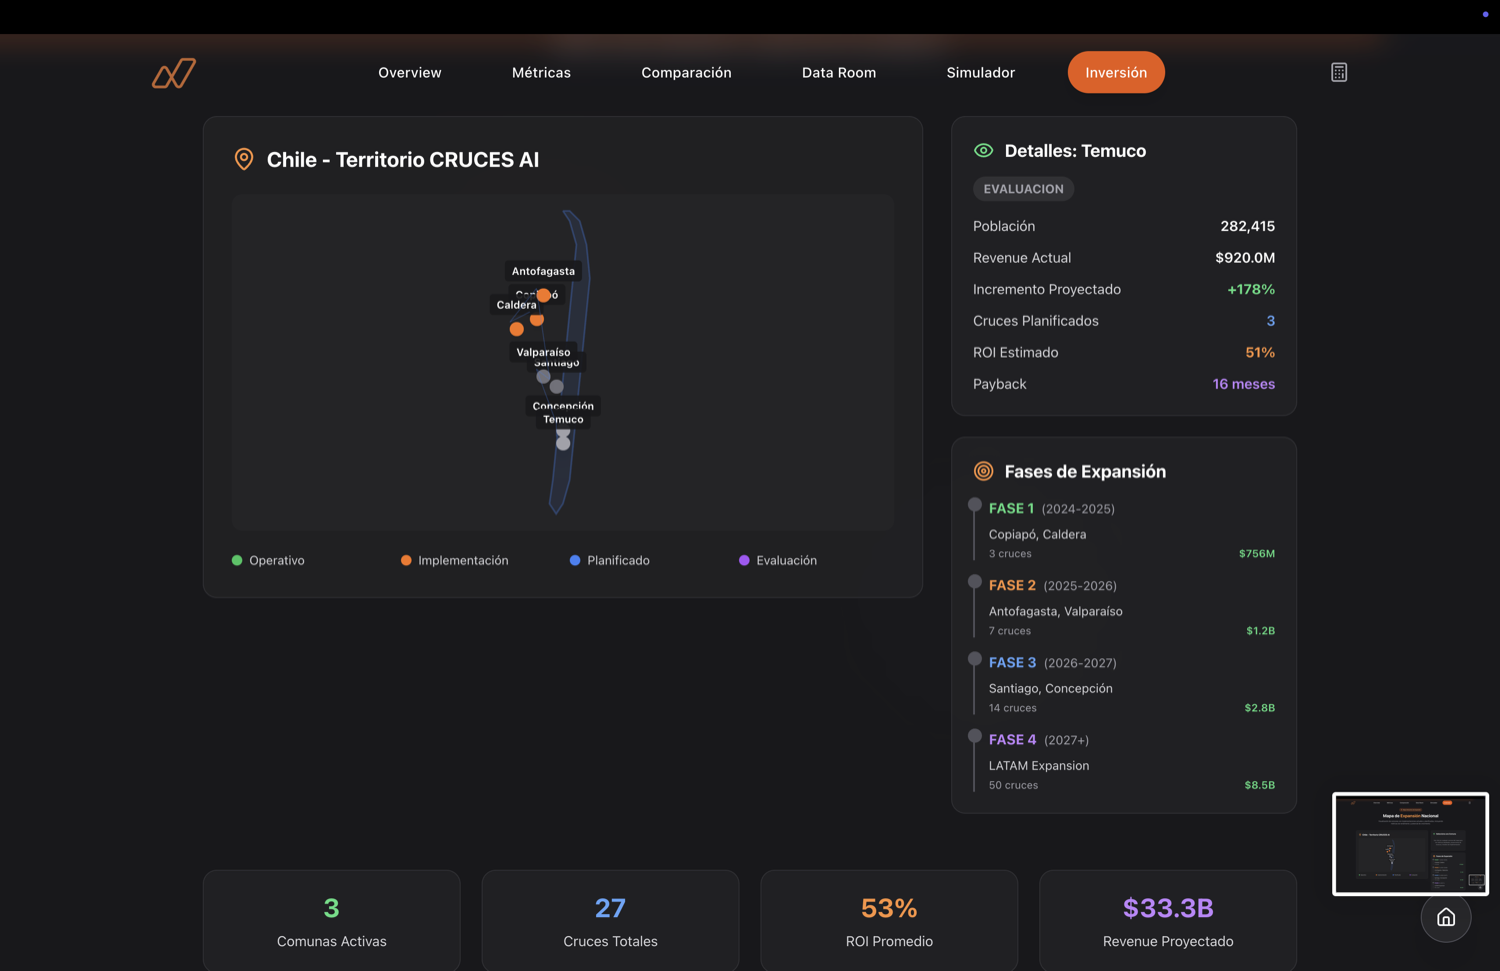 Overview
Métricas
Comparación
Data Room
Simulador
Inversión
Chile - Territorio CRUCES AI
Antofagasta
Caldera
Valparaíso
Santiago
Concepción
Temuco
Operativo
Implementación
Planificado
Evaluación
Detalles: Temuco
EVALUACION
Población 282,415
Revenue Actual $920.0M
Incremento Proyectado +178%
Cruces Planificados 3
ROI Estimado 51%
Payback 16 meses
Fases de Expansión
FASE 1 (2024-2025)
Copiapó, Caldera
3 cruces $756M
FASE 2 (2025-2026)
Antofagasta, Valparaíso
7 cruces $1.2B
FASE 3 (2026-2027)
Santiago, Concepción
14 cruces $2.8B
FASE 4 (2027+)
LATAM Expansion
50 cruces $8.5B
3
Comunas Activas
27
Cruces Totales
53%
ROI Promedio
$33.3B
Revenue Proyectado
Mapa de Expansión Nacional